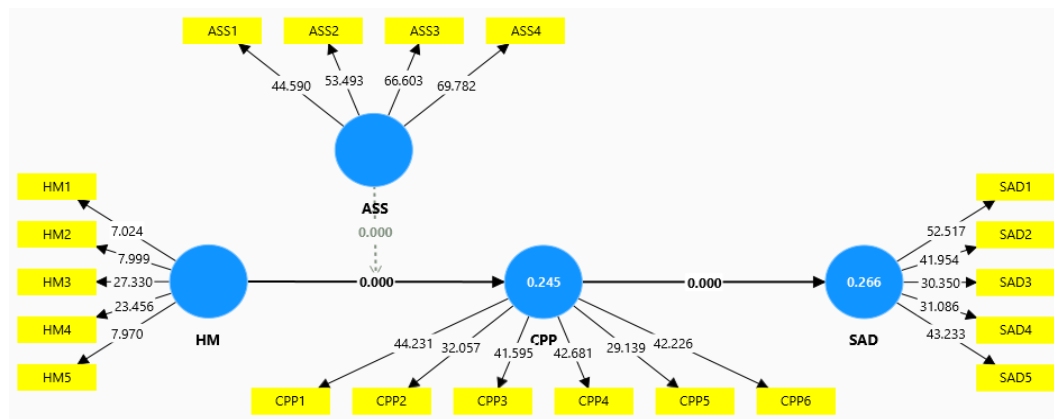 ASS1 ASS2 ASS3 ASS4
44.590 53.493 66.603 69.782
ASS
0.000
HM1
HM2
HM3
HM4
HM5
7.024
7.999
27.330
23.456
7.970
HM
0.000
0.245
CPP
44.231 32.057 41.595 42.681 29.139 42.226
CPP1 CPP2 CPP3 CPP4 CPP5 CPP6
0.000
0.266
SAD
52.517
41.954
30.350
31.086
43.233
SAD1
SAD2
SAD3
SAD4
SAD5